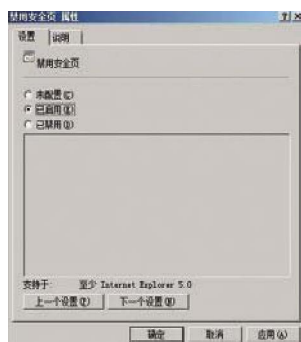 禁用安全页 属性
设置 说明
禁用安全页
未配置(C)
已启用(E)
已禁用(D)
支持于: 至少 Internet Explorer 5.0
上一个设置(P) 下一个设置(N)
确定 取消 应用(A)